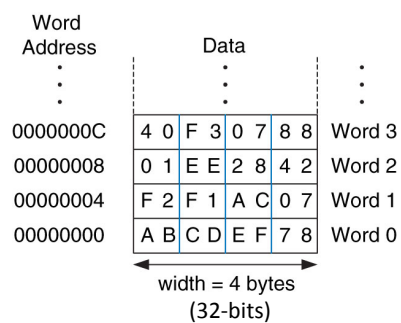 Word
Address
Data
0000000C 4 0 F 3 0 7 8 8 Word 3
00000008 0 1 E E 2 8 4 2 Word 2
00000004 F 2 F 1 A C 0 7 Word 1
00000000 A B C D E F 7 8 Word 0
width = 4 bytes
(32-bits)